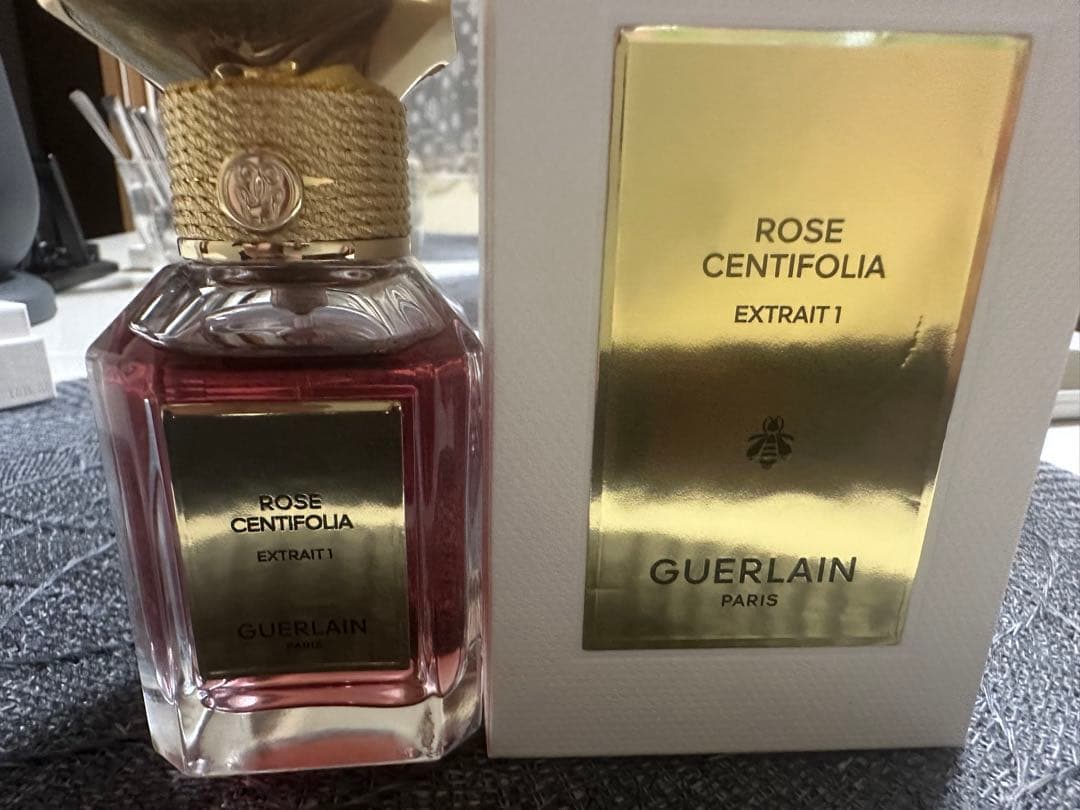 ROSE
CENTIFOLIA
EXTRAIT 1
GUERLAIN
PARIS
ROSE
CENTIFOLIA
EXTRAIT 1
GUERLAIN
PARIS